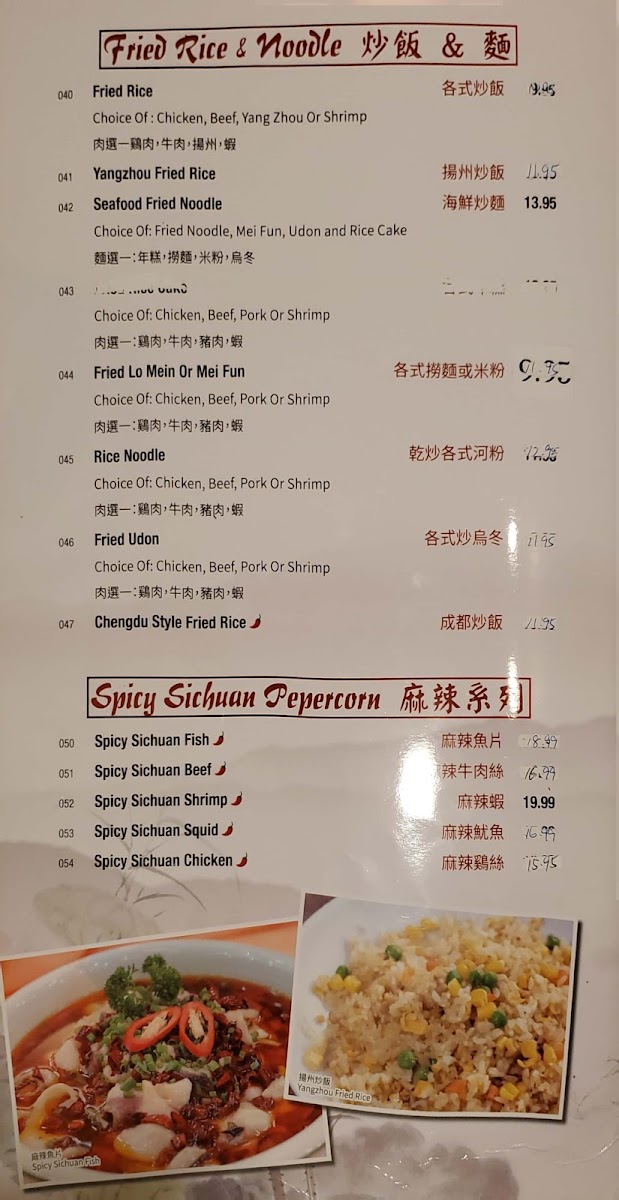 Fried Rice & Noodle 炒飯 & 麵
040 Fried Rice 各式炒飯 9.95
Choice Of : Chicken, Beef, Yang Zhou Or Shrimp
肉選一鷄肉,牛肉,揚州,蝦
041 Yangzhou Fried Rice 揚州炒飯 11.95
042 Seafood Fried Noodle 海鮮炒麵 13.95
Choice Of: Fried Noodle, Mei Fun, Udon and Rice Cake
麵選一:年糕,撈麵,米粉,烏冬
043
Choice Of: Chicken, Beef, Pork Or Shrimp
肉選一:鷄肉,牛肉,豬肉,蝦
044 Fried Lo Mein Or Mei Fun 各式撈麵或米粉
Choice Of: Chicken, Beef, Pork Or Shrimp
肉選一:鷄肉,牛肉,豬肉,蝦
045 Rice Noodle 乾炒各式河粉 12.95
Choice Of: Chicken, Beef, Pork Or Shrimp
肉選一:鷄肉,牛肉,豬肉,蝦
046 Fried Udon 各式炒烏冬 11.95
Choice Of: Chicken, Beef, Pork Or Shrimp
肉選一:鷄肉,牛肉,豬肉,蝦
047 Chengdu Style Fried Rice 成都炒飯 11.95
Spicy Sichuan Pepercorn 麻辣系列
050 Spicy Sichuan Fish 麻辣魚片 18.99
051 Spicy Sichuan Beef 辣牛肉絲 16.99
052 Spicy Sichuan Shrimp 麻辣蝦 19.99
053 Spicy Sichuan Squid 麻辣魷魚 16.99
054 Spicy Sichuan Chicken 麻辣鷄絲 15.95
揚州炒飯
Yangzhou Fried Rice
麻辣魚片
Spicy Sichuan Fish